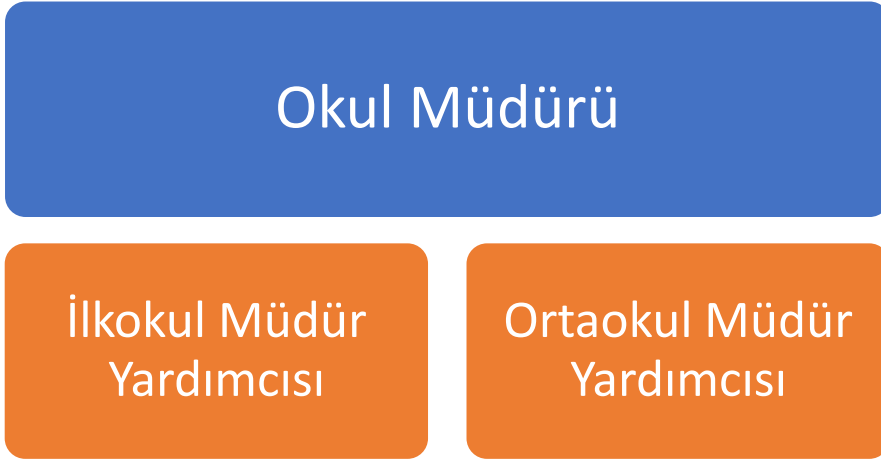 Okul Müdürü
İlkokul Müdür
Yardımcısı
Ortaokul Müdür
Yardımcısı